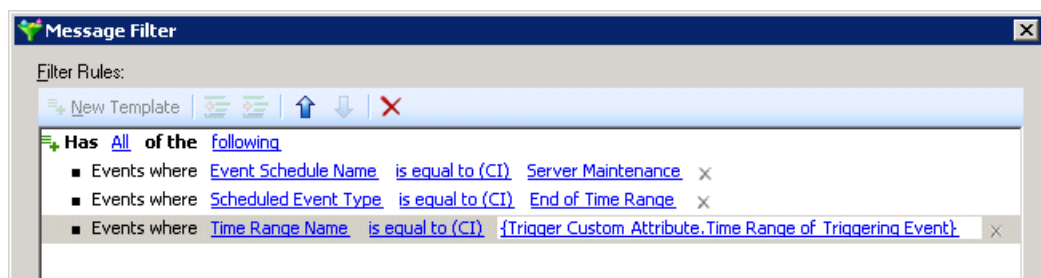 Message Filter
Filter Rules:
New Template
Has All of the following
Events where Event Schedule Name is equal to (CI) Server Maintenance
Events where Scheduled Event Type is equal to (CI) End of Time Range
Events where Time Range Name is equal to (CI) {Trigger Custom Attribute.Time Range of Triggering Event}